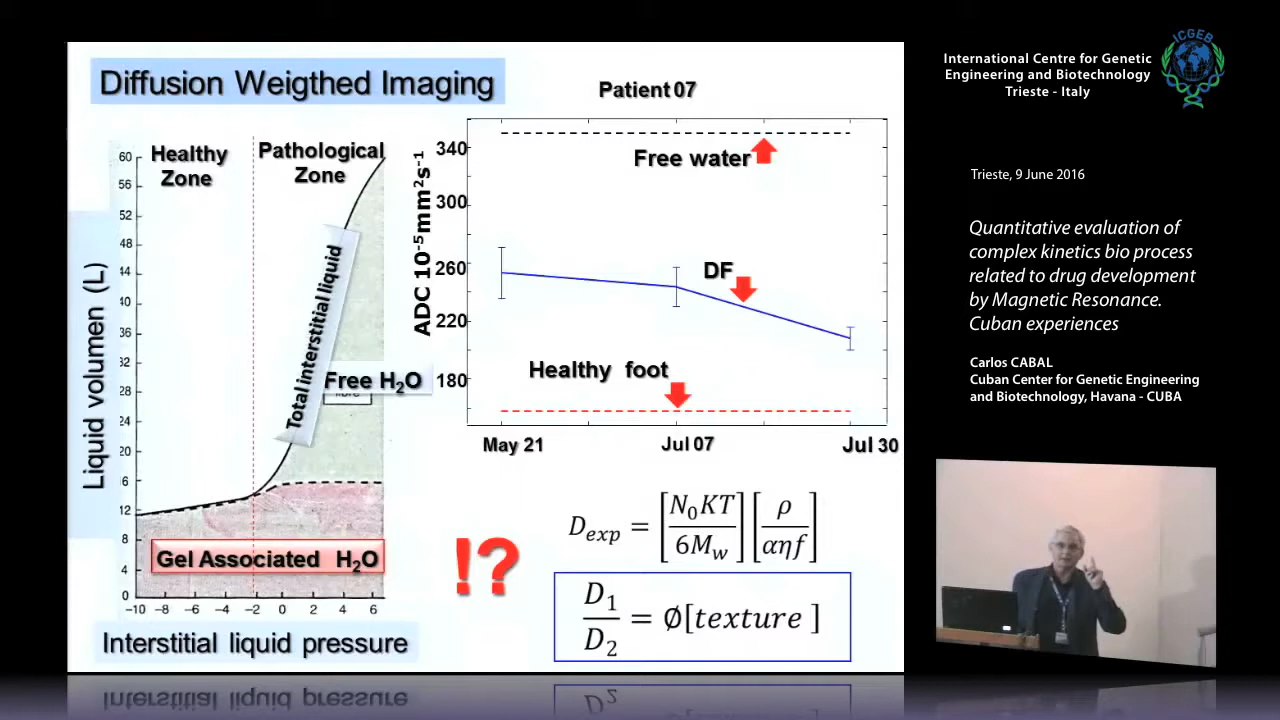 Diffusion Weigthed Imaging
Healthy
Zone
Pathological
Zone
60
56
52
48
44
40
36
32
28
24
20
16
12
8
4
0
-10
-8
-6
-4
-2
0
2
4
6
Liquid volumen (L)
Total interstitial liquid
Free H2O
libre
Gel Associated H2O
Interstitial liquid pressure
Patient 07
ADC 10-5mm2s-1
340
300
260
220
180
Free water
DF
Healthy foot
May 21
Jul 07
Jul 30
!?
Dexp = [N0KT/6Mw] [ρ/αηf]
D1/D2 = Ø[texture ]
ICGEB
International Centre for Genetic
Engineering and Biotechnology
Trieste - Italy
Trieste, 9 June 2016
Quantitative evaluation of
complex kinetics bio process
related to drug development
by Magnetic Resonance.
Cuban experiences
Carlos CABAL
Cuban Center for Genetic Engineering
and Biotechnology, Havana - CUBA